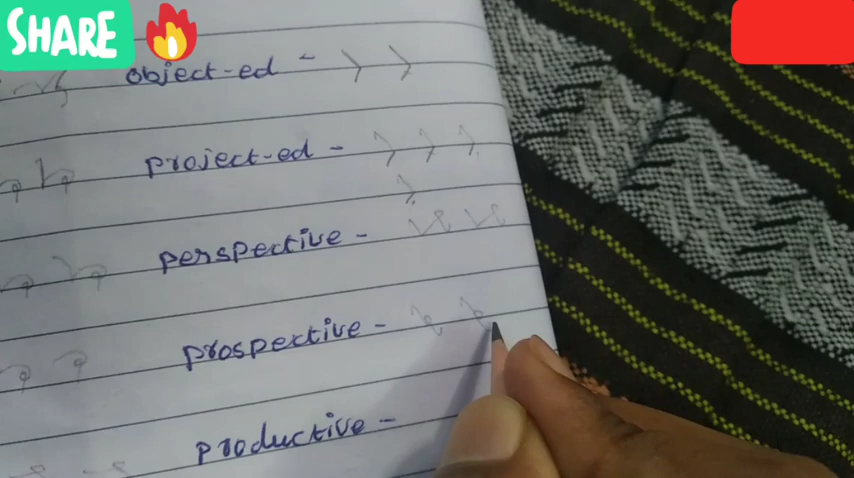 SHARE
object-ed -
project-ed -
perspective -
prospective -
productive -